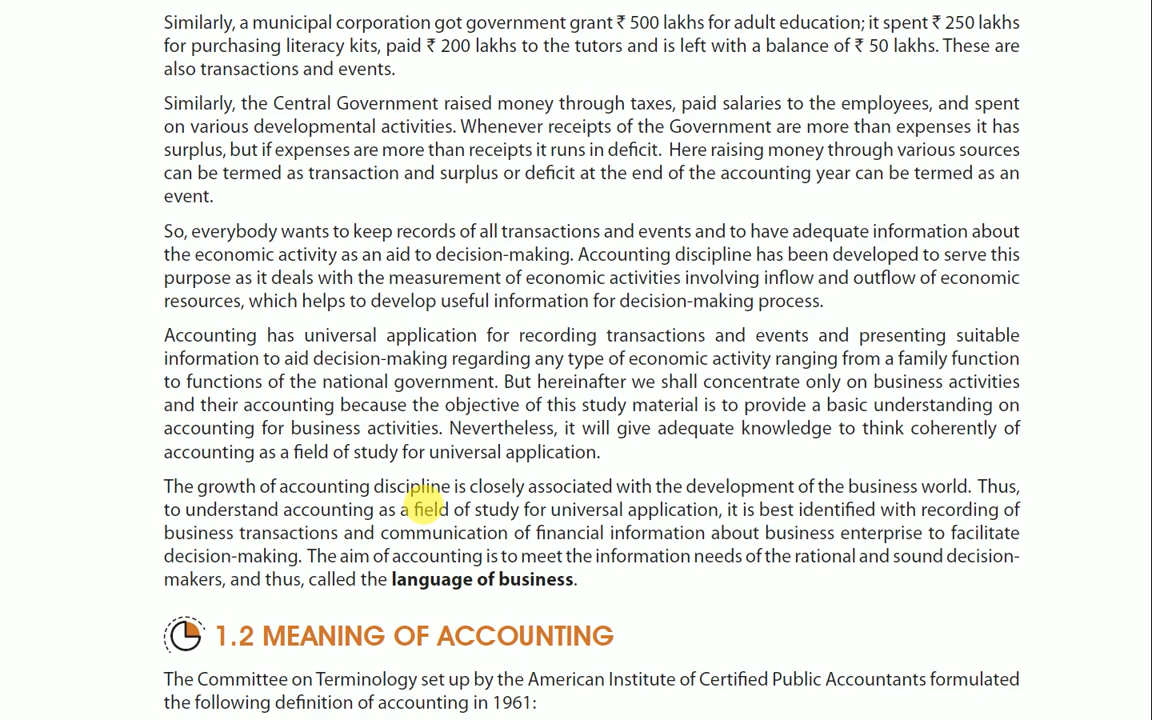 Similarly, a municipal corporation got government grant ₹ 500 lakhs for adult education; it spent ₹ 250 lakhs
for purchasing literacy kits, paid ₹ 200 lakhs to the tutors and is left with a balance of ₹ 50 lakhs. These are
also transactions and events.
Similarly, the Central Government raised money through taxes, paid salaries to the employees, and spent
on various developmental activities. Whenever receipts of the Government are more than expenses it has
surplus, but if expenses are more than receipts it runs in deficit. Here raising money through various sources
can be termed as transaction and surplus or deficit at the end of the accounting year can be termed as an
event.
So, everybody wants to keep records of all transactions and events and to have adequate information about
the economic activity as an aid to decision-making. Accounting discipline has been developed to serve this
purpose as it deals with the measurement of economic activities involving inflow and outflow of economic
resources, which helps to develop useful information for decision-making process.
Accounting has universal application for recording transactions and events and presenting suitable
information to aid decision-making regarding any type of economic activity ranging from a family function
to functions of the national government. But hereinafter we shall concentrate only on business activities
and their accounting because the objective of this study material is to provide a basic understanding on
accounting for business activities. Nevertheless, it will give adequate knowledge to think coherently of
accounting as a field of study for universal application.
The growth of accounting discipline is closely associated with the development of the business world. Thus,
to understand accounting as a field of study for universal application, it is best identified with recording of
business transactions and communication of financial information about business enterprise to facilitate
decision-making. The aim of accounting is to meet the information needs of the rational and sound decision-
makers, and thus, called the language of business.
1.2 MEANING OF ACCOUNTING
The Committee on Terminology set up by the American Institute of Certified Public Accountants formulated
the following definition of accounting in 1961: